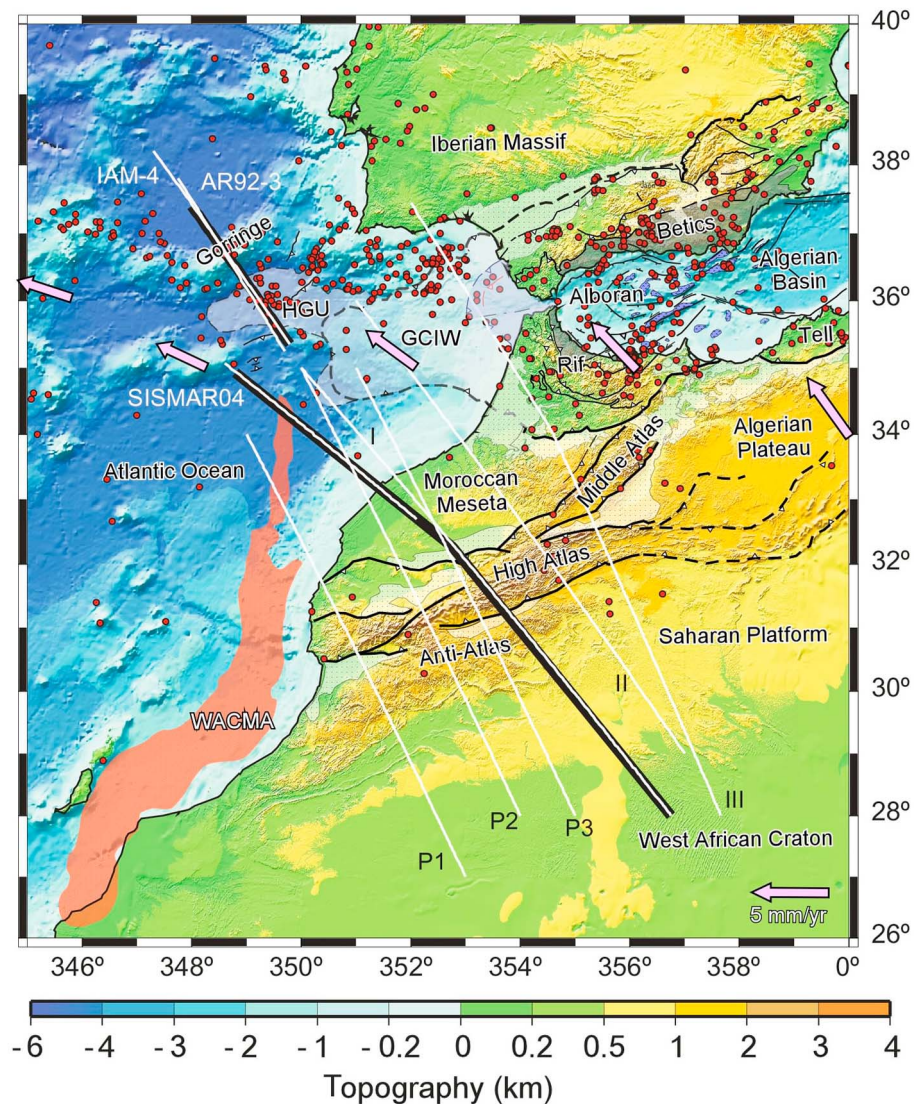 40º
Iberian Massif
38º
IAM-4
AR92-3
Gorringe
Betics
Algerian
Basin
HGU
Alboran
36º
GCIW
Tell
Rif
SISMAR04
I
34º
Atlantic Ocean
Middle-Atlas
Algerian
Plateau
Moroccan
Meseta
32º
High Atlas
Saharan Platform
Anti-Atlas
II
30º
WACMA
III
28º
P2
P3
West African Craton
P1
5 mm/yr
26º
346º 348º 350º 352º 354º 356º 358º 0º
-6 -4 -2 -1 -0.2 0 0.2 0.5 1 2 3 4
Topography (km)